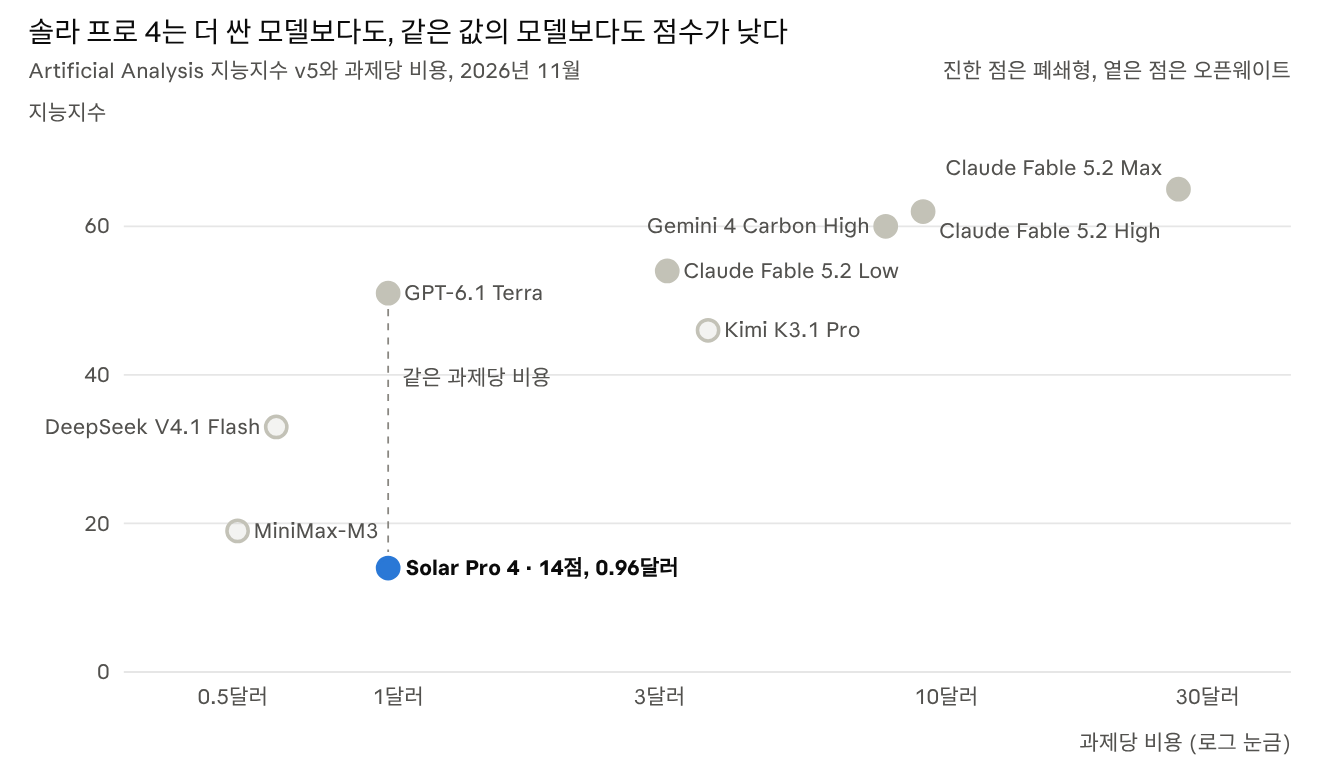 솔라 프로 4는 더 싼 모델보다도, 같은 값의 모델보다도 점수가 낮다
Artificial Analysis 지능지수 v5와 과제당 비용, 2026년 11월
진한 점은 폐쇄형, 옅은 점은 오픈웨이트
지능지수
Claude Fable 5.2 Max
60
Gemini 4 Carbon High
Claude Fable 5.2 High
Claude Fable 5.2 Low
GPT-6.1 Terra
Kimi K3.1 Pro
40
같은 과제당 비용
DeepSeek V4.1 Flash
20
MiniMax-M3
Solar Pro 4 · 14점, 0.96달러
0
0.5달러
1달러
3달러
10달러
30달러
과제당 비용 (로그 눈금)